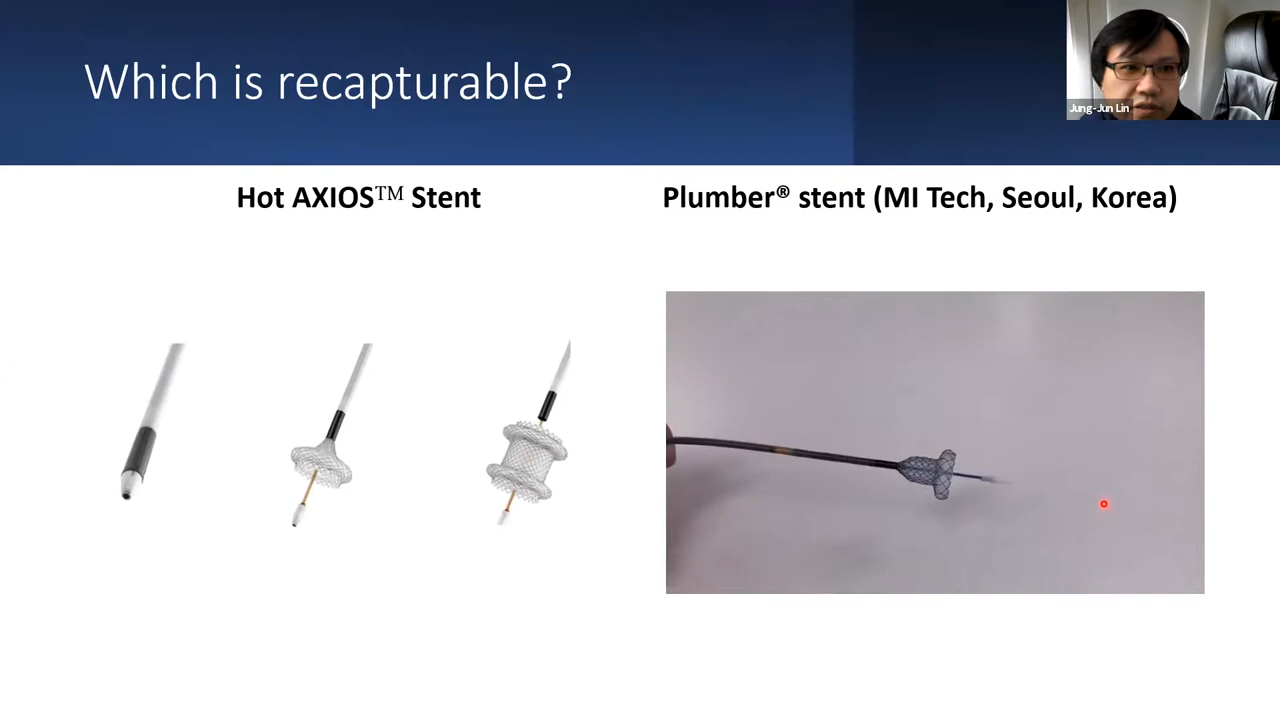 Which is recapturable?
Jung-Jun Lin
Hot AXIOS™ Stent
Plumber® stent (MI Tech, Seoul, Korea)